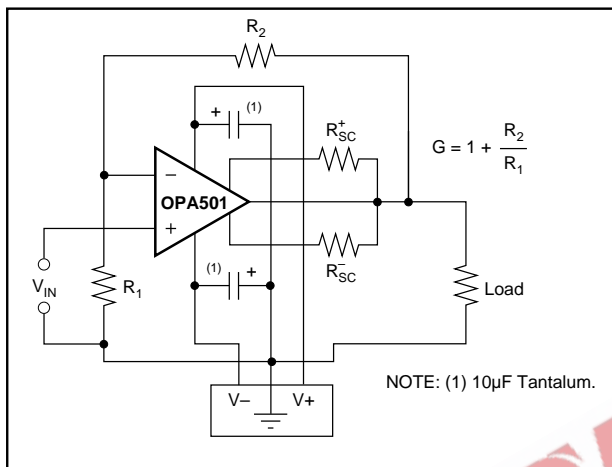 R2
+ (1)
R+SC
G = 1 + R2
R1
−
OPA501
+
(1) +
R−SC
VIN
R1
Load
V− V+
NOTE: (1) 10µF Tantalum.